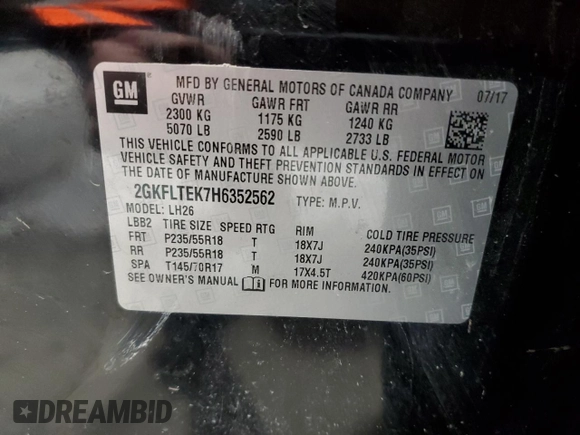 GM
MFD BY GENERAL MOTORS OF CANADA COMPANY 07/17
GVWR GAWR FRT GAWR RR
2300 KG 1175 KG 1240 KG
5070 LB 2590 LB 2733 LB
THIS VEHICLE CONFORMS TO ALL APPLICABLE U.S. FEDERAL MOTOR
VEHICLE SAFETY AND THEFT PREVENTION STANDARDS IN EFFECT ON
THE DATE OF MANUFACTURE SHOWN ABOVE.
2GKFLTEK7H6352562 TYPE: M.P.V.
MODEL: LH26
LBB2 TIRE SIZE SPEED RTG RIM COLD TIRE PRESSURE
FRT P235/55R18 T 18X7J 240KPA(35PSI)
RR P235/55R18 T 18X7J 240KPA(35PSI)
SPA T145/70R17 M 17X4.5T 420KPA(60PSI)
SEE OWNER'S MANUAL FOR MORE INFORMATION.
DREAMBID